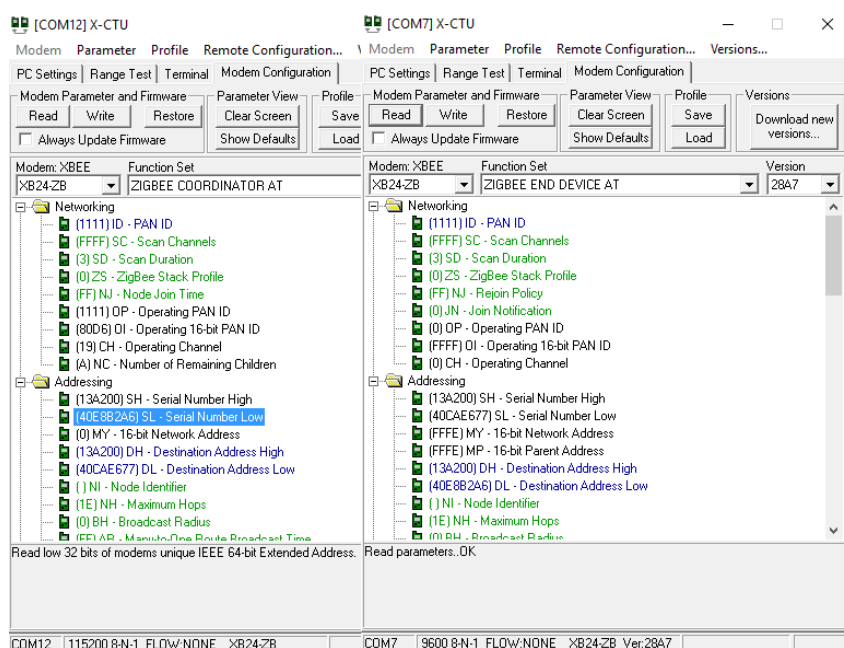 [COM12] X-CTU
Modem Parameter Profile Remote Configuration...
PC Settings Range Test Terminal Modem Configuration
Modem Parameter and Firmware Parameter View Profile
Read Write Restore Clear Screen Save
Always Update Firmware Show Defaults Load
Modem: XBEE Function Set
XB24-ZB ZIGBEE COORDINATOR AT
Networking
(1111) ID - PAN ID
(FFFF) SC - Scan Channels
(3) SD - Scan Duration
(0) ZS - ZigBee Stack Profile
(FF) NJ - Node Join Time
(1111) OP - Operating PAN ID
(80D6) OI - Operating 16-bit PAN ID
(19) CH - Operating Channel
(A) NC - Number of Remaining Children
Addressing
(13A200) SH - Serial Number High
(40E8B2A6) SL - Serial Number Low
(0) MY - 16-bit Network Address
(13A200) DH - Destination Address High
(40CAE677) DL - Destination Address Low
( ) NI - Node Identifier
(1E) NH - Maximum Hops
(0) BH - Broadcast Radius
(FF) AR - Many-to-One Route Broadcast Time
Read low 32 bits of modems unique IEEE 64-bit Extended Address.
COM12 115200 8-N-1 FLOW:NONE XB24-ZB
[COM7] X-CTU
Modem Parameter Profile Remote Configuration... Versions...
PC Settings Range Test Terminal Modem Configuration
Modem Parameter and Firmware Parameter View Profile Versions
Read Write Restore Clear Screen Save Download new versions...
Always Update Firmware Show Defaults Load
Modem: XBEE Function Set Version
XB24-ZB ZIGBEE END DEVICE AT 28A7
Networking
(1111) ID - PAN ID
(FFFF) SC - Scan Channels
(3) SD - Scan Duration
(0) ZS - ZigBee Stack Profile
(FF) NJ - Rejoin Policy
(0) JN - Join Notification
(0) OP - Operating PAN ID
(FFFF) OI - Operating 16-bit PAN ID
(0) CH - Operating Channel
Addressing
(13A200) SH - Serial Number High
(40CAE677) SL - Serial Number Low
(FFFE) MY - 16-bit Network Address
(FFFE) MP - 16-bit Parent Address
(13A200) DH - Destination Address High
(40E8B2A6) DL - Destination Address Low
( ) NI - Node Identifier
(1E) NH - Maximum Hops
(0) BH - Broadcast Radius
Read parameters..OK
COM7 9600 8-N-1 FLOW:NONE XB24-ZB Ver:28A7